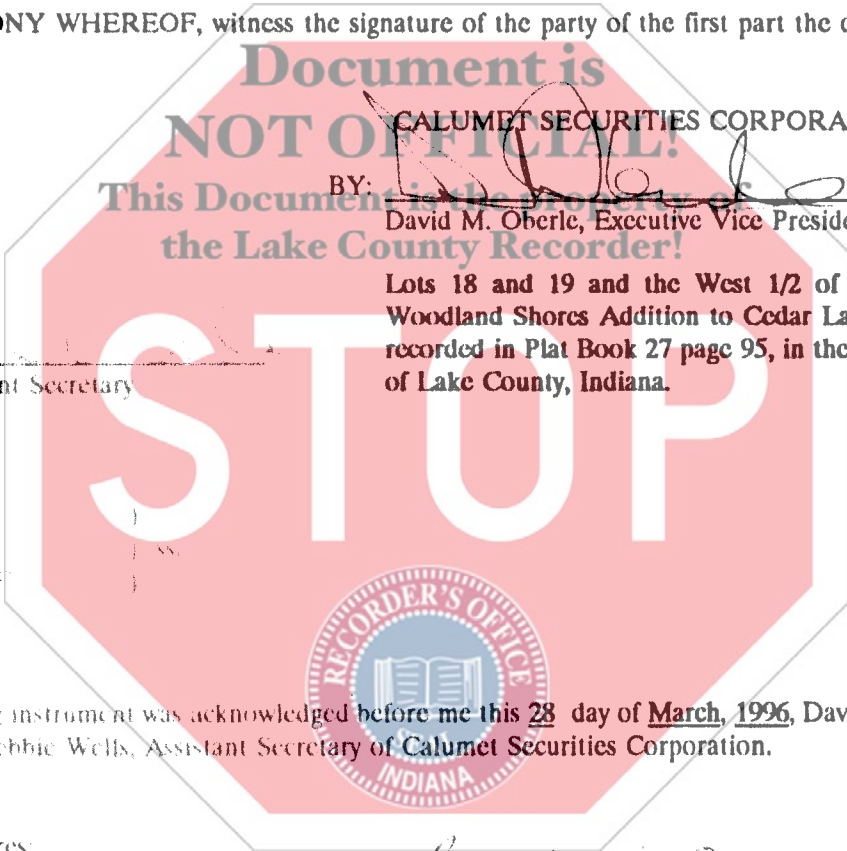 ONY WHEREOF, witness the signature of the party of the first part the d
Document is
NOT OFFICIAL!
CALUMET SECURITIES CORPORA
This Document is the property of
BY:
David M. Oberle, Executive Vice Preside
the Lake County Recorder!
Lots 18 and 19 and the West 1/2 of
Woodland Shores Addition to Cedar La
recorded in Plat Book 27 page 95, in the
of Lake County, Indiana.
nt Secretary
STOP
) ss.
RECORDER'S OFFICE
instrument was acknowledged before me this 28 day of March, 1996, Dav
ebbie Wells, Assistant Secretary of Calumet Securities Corporation.
INDIANA
res: